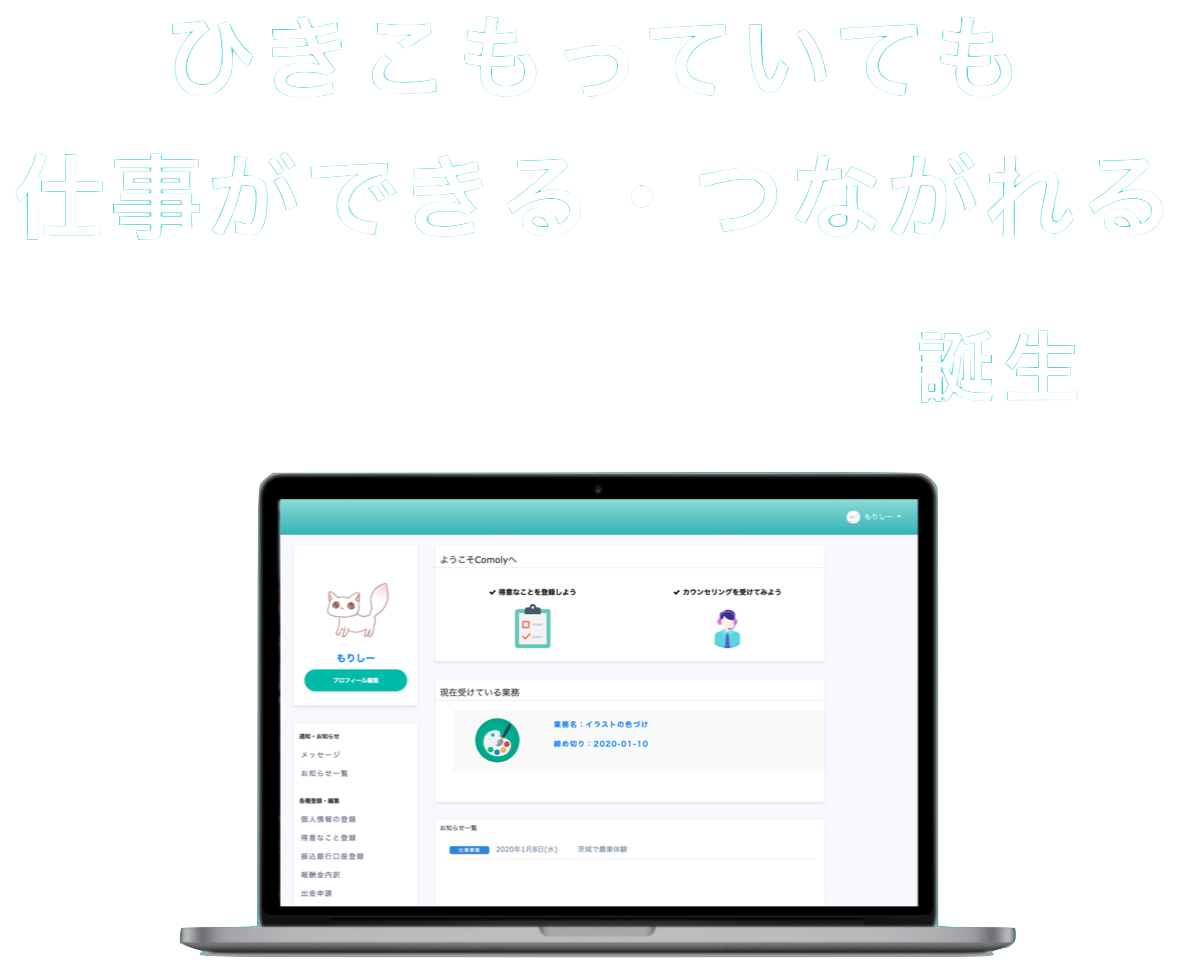 ひきこもっていても
仕事ができる・つながれる
誕生
もりしー
ようこそComolyへ
得意なことを登録しよう
カウンセリングを受けてみよう
もりしー
プロフィール編集
現在受けている業務
業務名：イラストの色づけ
締め切り：2020-01-10
通知・お知らせ
メッセージ
お知らせ一覧
各種登録・編集
個人情報の登録
得意なこと登録
振込銀行口座登録
報酬金内訳
出金申請
お知らせ一覧
仕事募集 2020年1月8日(水) 茨城で農業体験